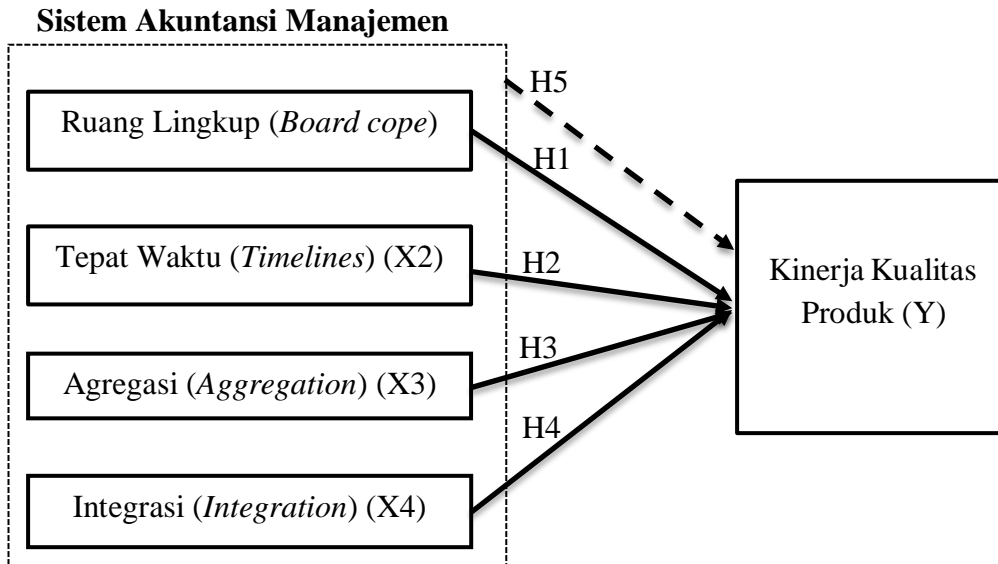 Sistem Akuntansi Manajemen
H5
Ruang Lingkup (Board cope)
H1
Tepat Waktu (Timelines) (X2)
H2
Kinerja Kualitas
Produk (Y)
H3
Agregasi (Aggregation) (X3)
H4
Integrasi (Integration) (X4)